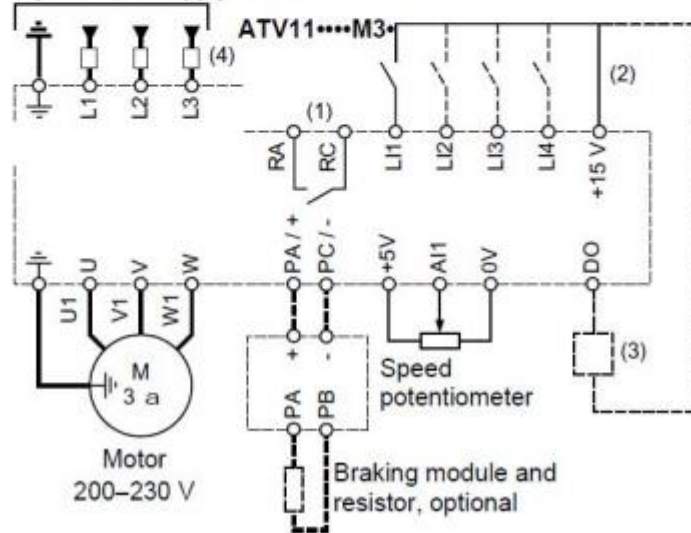 ATV11••••M3•
(4)
(2)
L1
L2
L3
(1)
RA
RC
LI1
LI2
LI3
LI4
+15 V
U
V
W
PA / +
PC / -
+5V
AI1
0V
DO
U1
V1
W1
M
3 a
+
-
PA
PB
Speed
potentiometer
(3)
Motor
200–230 V
Braking module and
resistor, optional